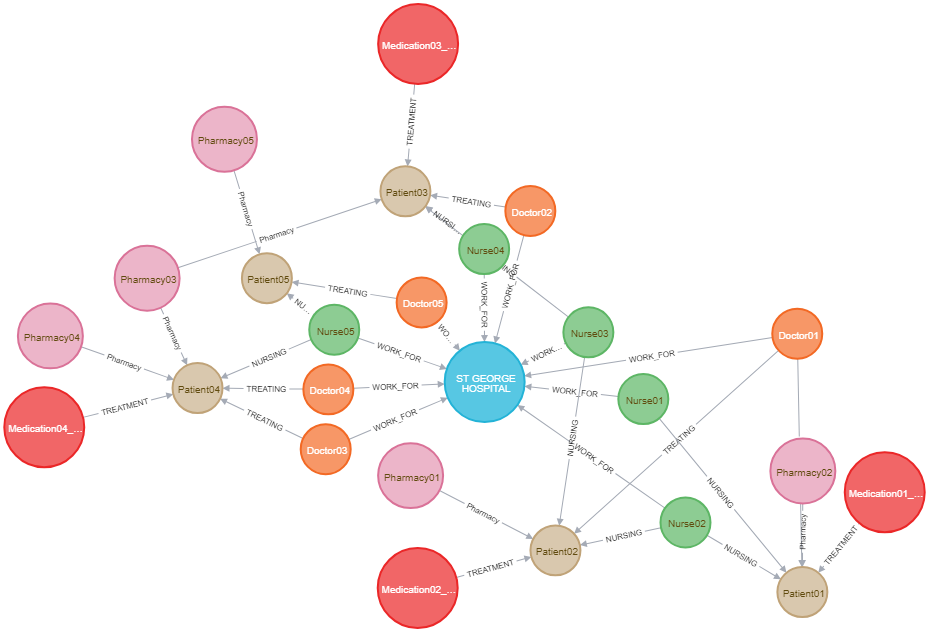 Medication03_...
TREATMENT
Pharmacy05
Pharmacy
Patient03
TREATING
Doctor02
NURSI...
Nurse04
Pharmacy
Pharmacy03
Patient05
TREATING
Doctor05
WORK_FOR
WORK_FOR
NU...
Nurse05
WO...
Nurse03
Doctor01
Pharmacy04
Pharmacy
Pharmacy
NURSING
WORK_FOR
WORK...
WORK_FOR
ST GEORGE
HOSPITAL
Patient04
TREATING
Doctor04
WORK_FOR
WORK_FOR
Nurse01
Medication04_...
TREATMENT
TREATING
Doctor03
WORK_FOR
NURSING
WORK_FOR
TREATING
Pharmacy01
Pharmacy
Pharmacy02
NURSING
Medication01_...
Nurse02
Pharmacy
TREATMENT
Patient02
NURSING
NURSING
Medication02_...
TREATMENT
Patient01